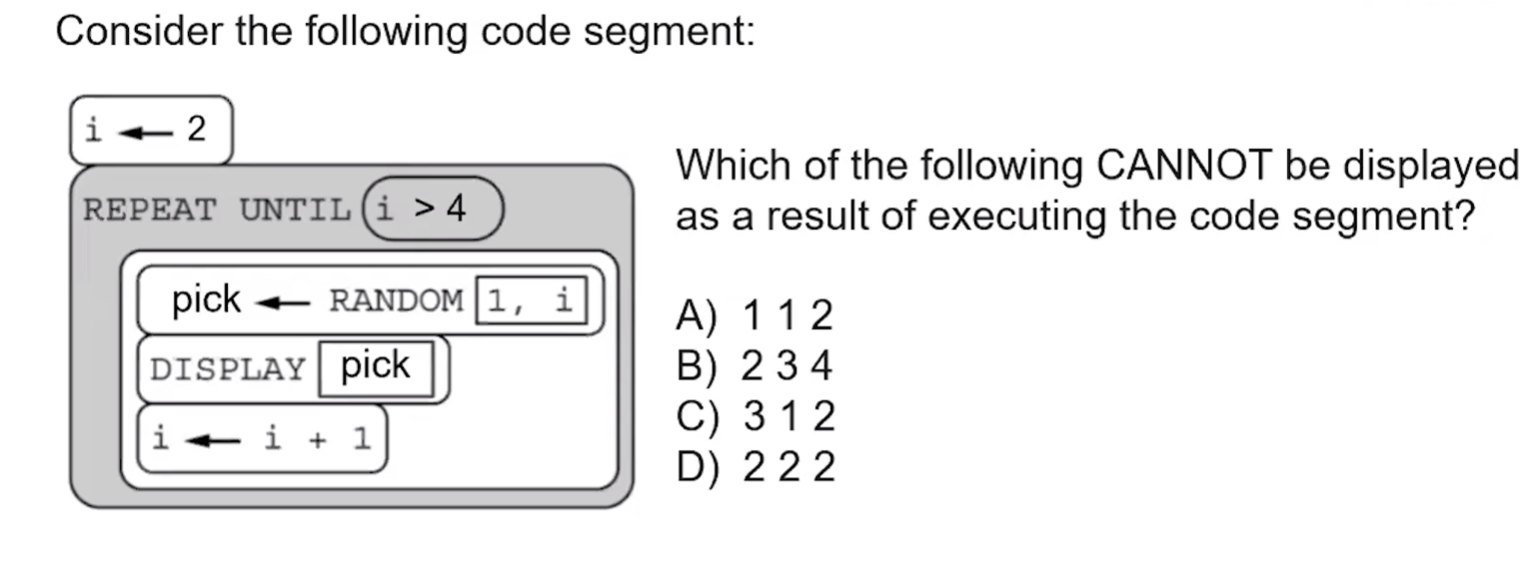 Consider the following code segment:
i ← 2
REPEAT UNTIL i > 4
pick ← RANDOM 1, i
DISPLAY pick
i ← i + 1
Which of the following CANNOT be displayed
as a result of executing the code segment?
A) 1 1 2
B) 2 3 4
C) 3 1 2
D) 2 2 2